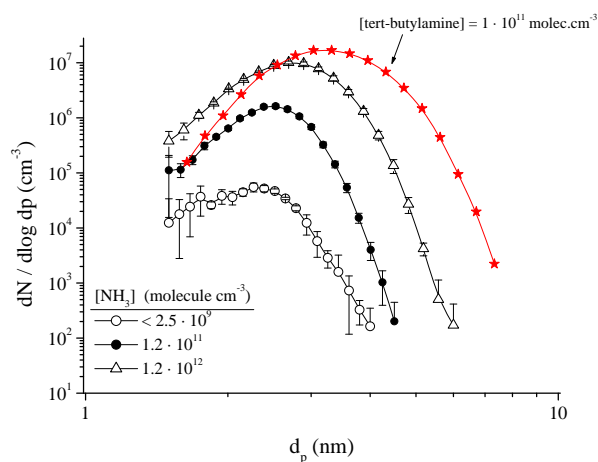 [tert-butylamine] = 1 · 10¹¹ molec.cm⁻³
10⁷
10⁶
10⁵
10⁴
10³
10²
10¹
dN / dlog dp (cm⁻³)
[NH₃] (molecule cm⁻³)
< 2.5 · 10⁹
1.2 · 10¹¹
1.2 · 10¹²
1
10
dₚ (nm)